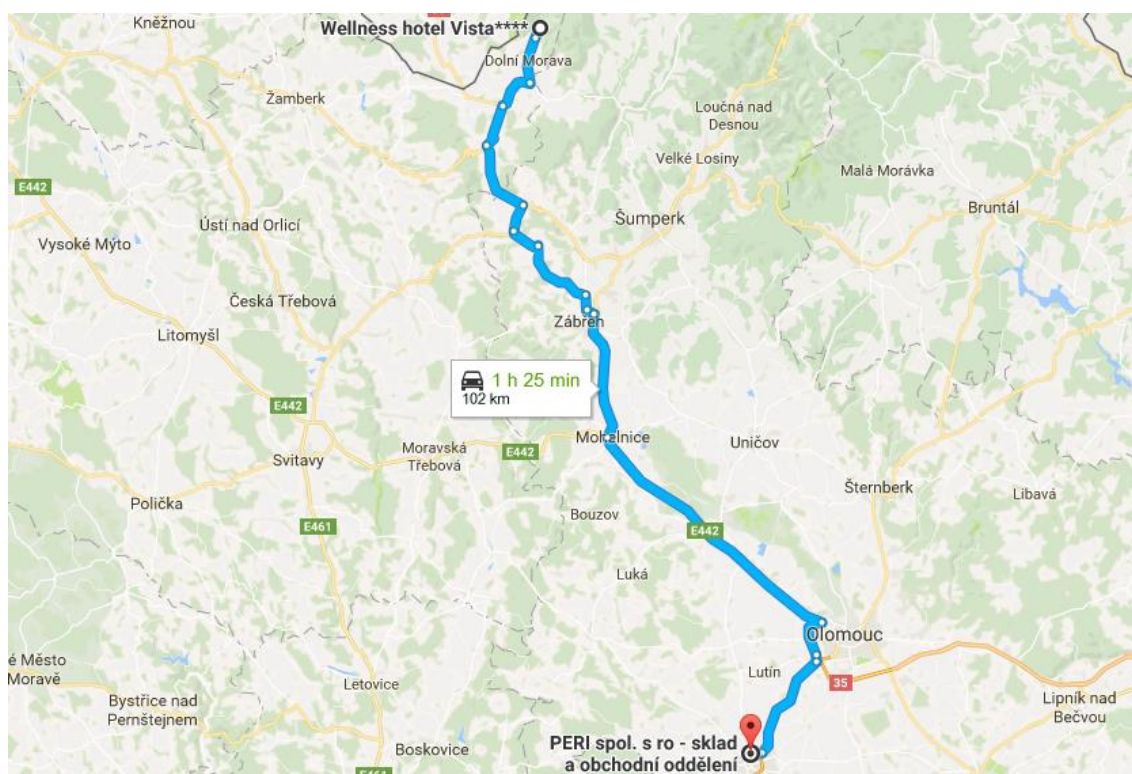 Kněžnou
Wellness hotel Vista****
Dolní Morava
Žamberk
Loučná nad
Desnou
Velké Losiny
Malá Morávka
E442
Šumperk
Bruntál
Ústí nad Orlicí
Vysoké Mýto
Česká Třebová
Zábřeh
Litomyšl
1 h 25 min
102 km
E442
Mohelnice
Uničov
Moravská
Třebová
E442
Svitavy
Šternberk
Libavá
Polička
Bouzov
E461
E442
Luká
Olomouc
é Město
Moravě
Lutín
35
Letovice
Bystřice nad
Pernštejnem
Lipník nad
Bečvou
PERI spol. s ro - sklad
a obchodní oddělení
Boskovice
E461